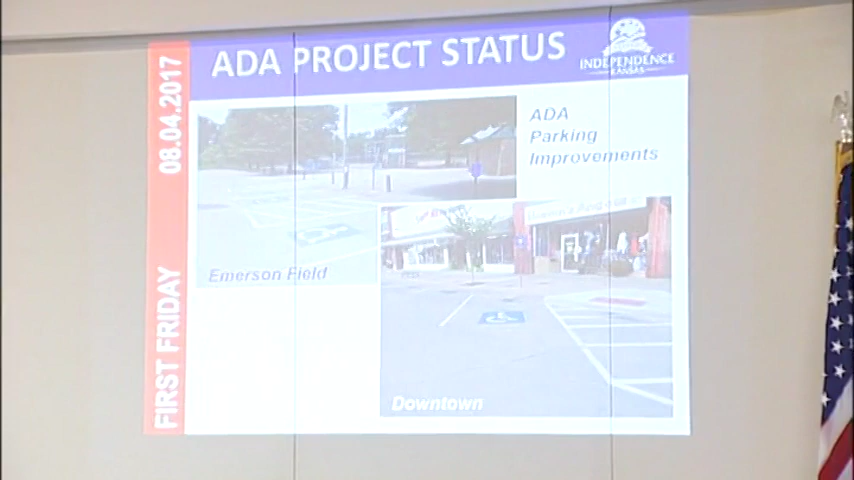 ADA PROJECT STATUS
INDEPENDENCE
KANSAS
FIRST FRIDAY 08.04.2017
ADA
Parking
Improvements
Emerson Field
Downtown